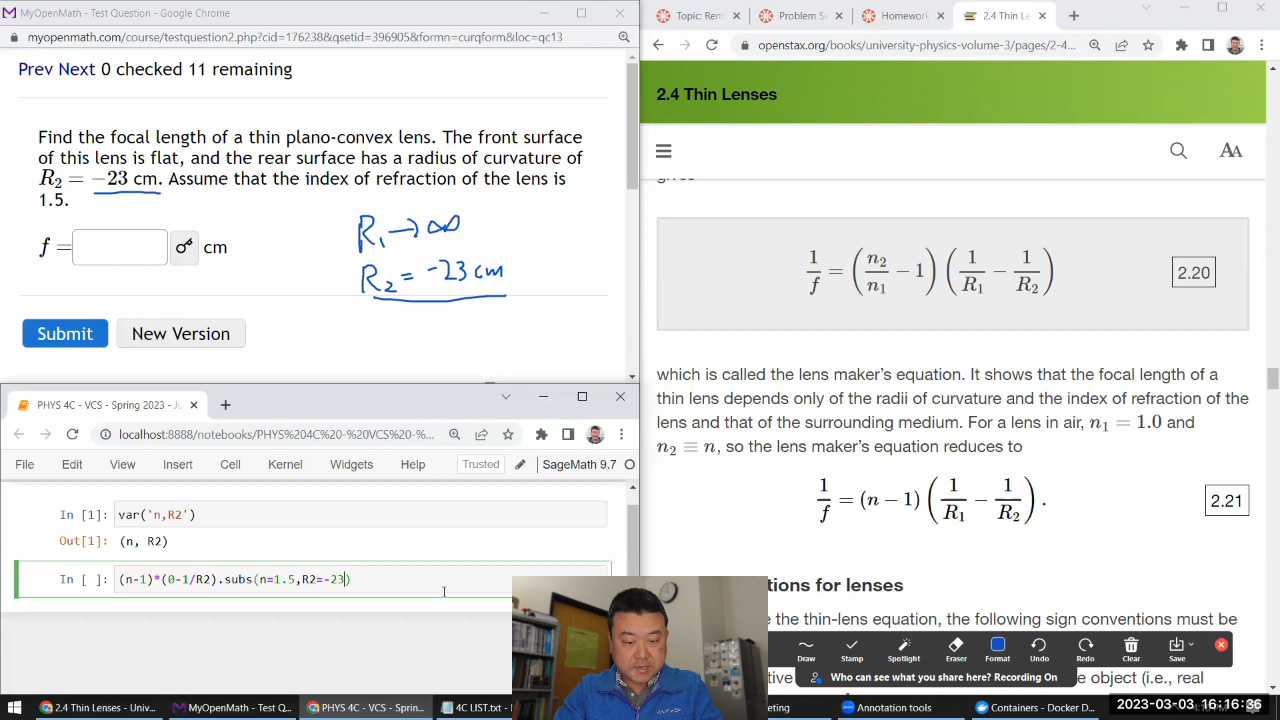 MyOpenMath - Test Question - Google Chrome
myopenmath.com/course/testquestion2.php?cid=176238&qsetid=396905&formn=curqform&loc=qc13
Prev Next 0 checked 11 remaining
Find the focal length of a thin plano-convex lens. The front surface
of this lens is flat, and the rear surface has a radius of curvature of
R₂ = −23 cm. Assume that the index of refraction of the lens is
1.5.
f = cm
R₁ → ∞
R₂ = -23 cm
Submit
New Version
PHYS 4C - VCS - Spring 2023 - Ju
localhost:8888/notebooks/PHYS%204C%20-%20VCS%20...
File Edit View Insert Cell Kernel Widgets Help Trusted SageMath 9.7
In [1]: var('n,R2')
Out[1]: (n, R2)
In [ ]: (n-1)*(0-1/R2).subs(n=1.5,R2=-23)
Topic: Rem
Problem S
Homework
2.4 Thin Le
openstax.org/books/university-physics-volume-3/pages/2-4...
2.4 Thin Lenses
AA
gives
1/f = (n₂/n₁ − 1)(1/R₁ − 1/R₂)
2.20
which is called the lens maker’s equation. It shows that the focal length of a
thin lens depends only of the radii of curvature and the index of refraction of the
lens and that of the surrounding medium. For a lens in air, n₁ = 1.0 and
n₂ ≡ n, so the lens maker’s equation reduces to
1/f = (n − 1)(1/R₁ − 1/R₂).
2.21
tions for lenses
e the thin-lens equation, the following sign conventions must be
Draw Stamp Spotlight Eraser Format Undo Redo Clear Save
Who can see what you share here? Recording On
tive
e object (i.e., real
2.4 Thin Lenses - Univ...
MyOpenMath - Test Q...
PHYS 4C - VCS - Sprin...
4C LIST.txt -
eting
Annotation tools
Containers - Docker D...
2023-03-03 16:16:36